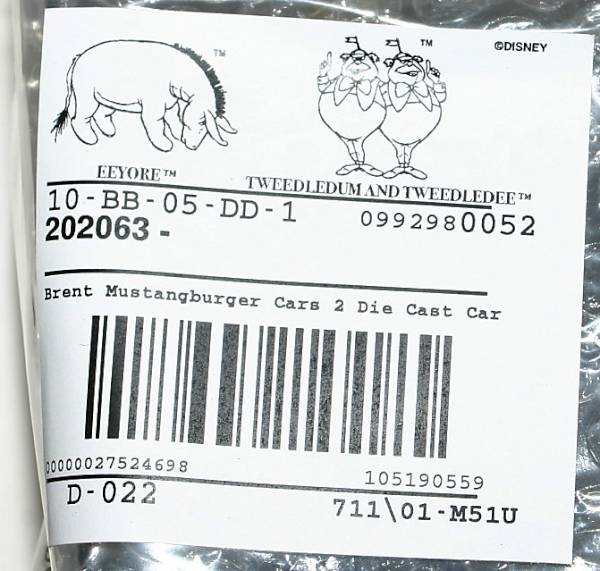 TM
TM
©DISNEY
EEYORE™
TWEEDLEDUM AND TWEEDLEDEE™
10-BB-05-DD-1
0992980052
202063-
Brent Mustangburger Cars 2 Die Cast Car
00000027524698
105190559
D-022
711\01-M51U